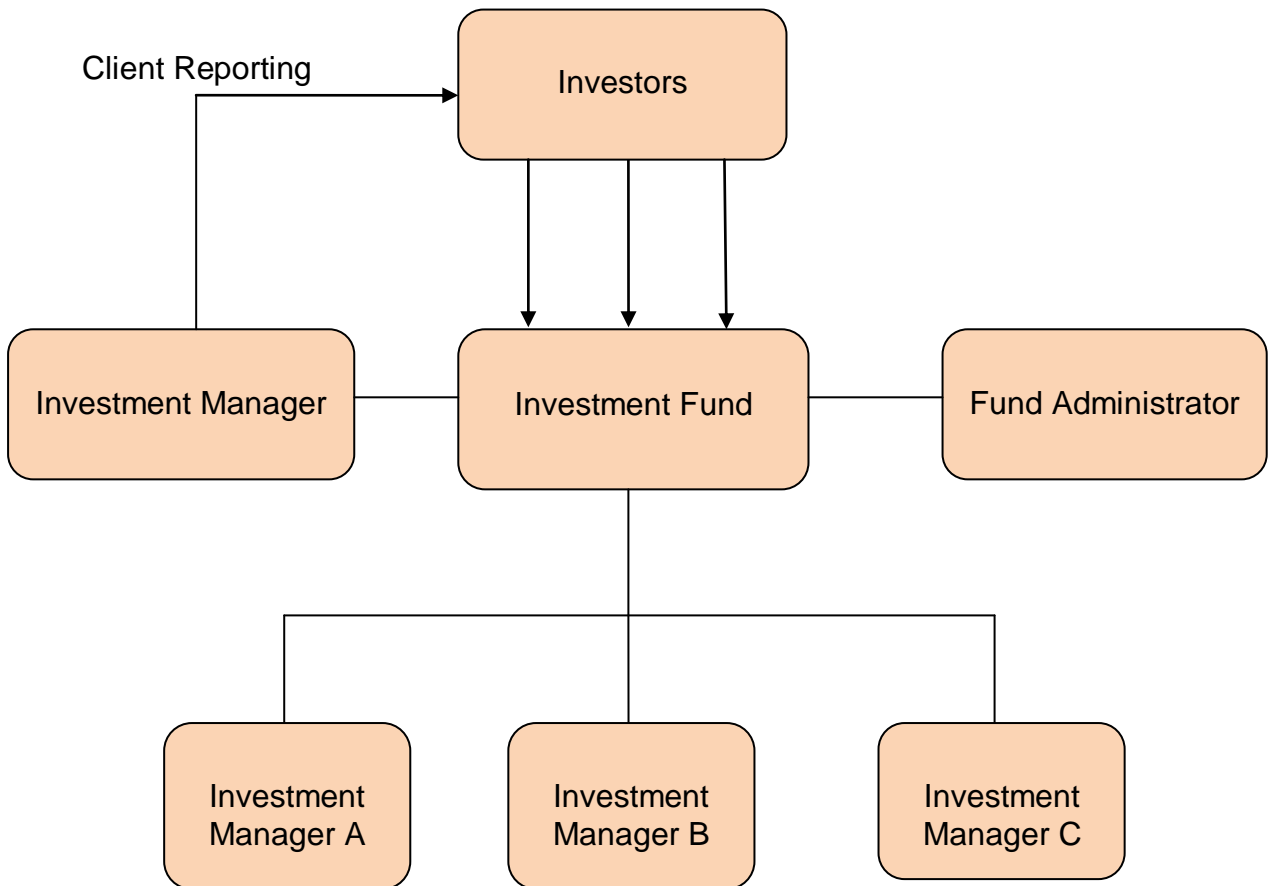 Client Reporting
Investors
Investment Manager
Investment Fund
Fund Administrator
Investment
Manager A
Investment
Manager B
Investment
Manager C